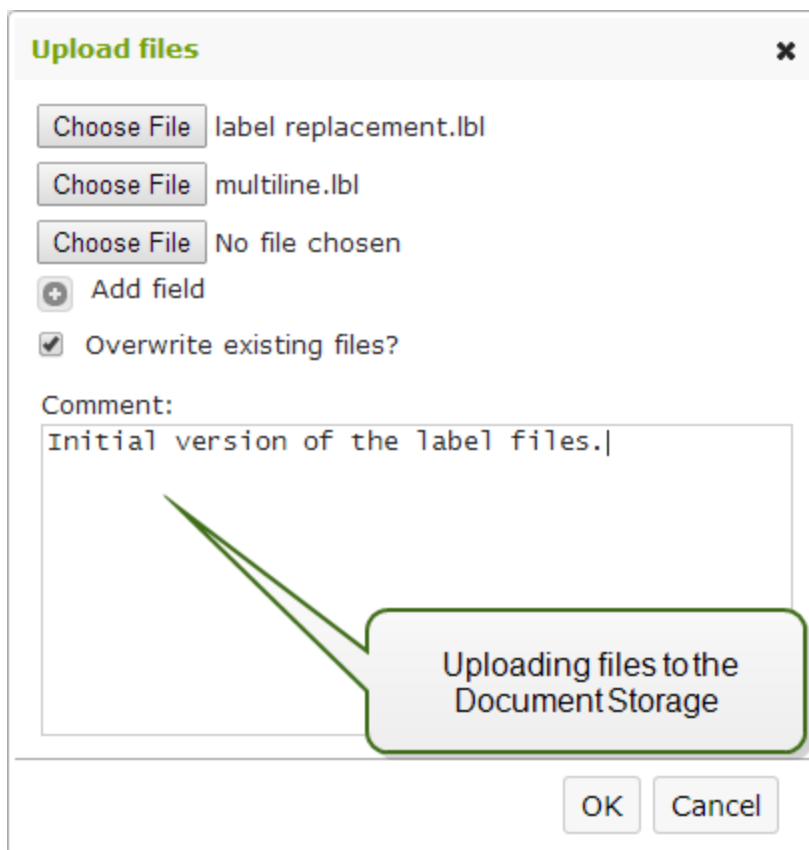 Upload files
Choose File label replacement.lbl
Choose File multiline.lbl
Choose File No file chosen
Add field
Overwrite existing files?
Comment:
Initial version of the label files.
Uploading files to the
Document Storage
OK Cancel